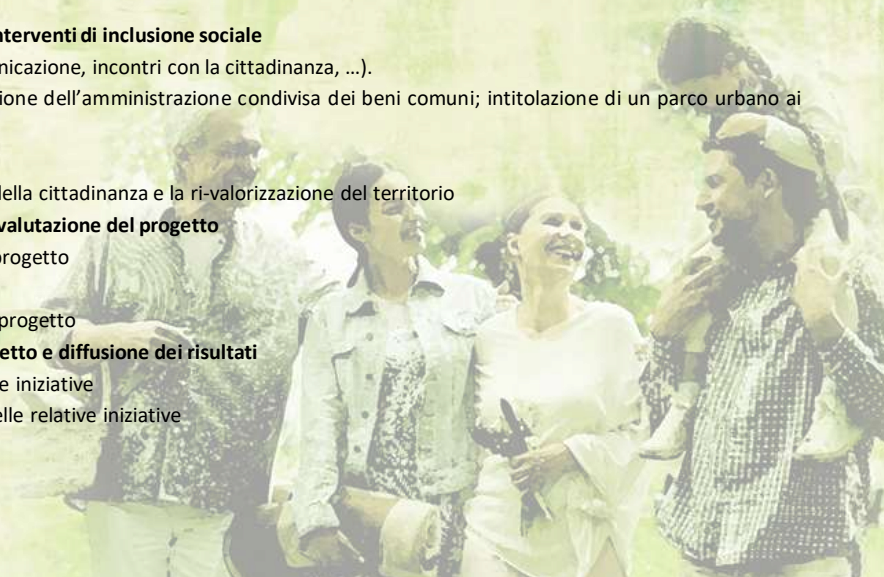 nterventi di inclusione sociale
nicazione, incontri con la cittadinanza, …).
ione dell’amministrazione condivisa dei beni comuni; intitolazione di un parco urbano ai
della cittadinanza e la ri-valorizzazione del territorio
valutazione del progetto
progetto
progetto
etto e diffusione dei risultati
e iniziative
elle relative iniziative